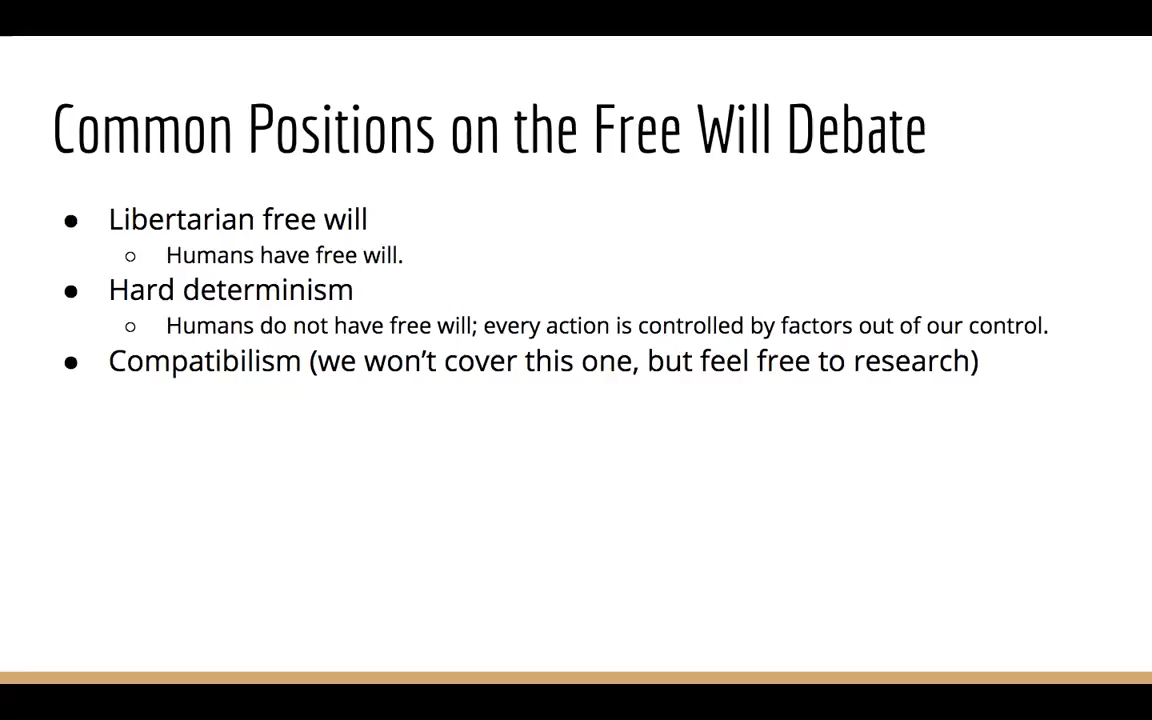 Common Positions on the Free Will Debate
● Libertarian free will
○ Humans have free will.
● Hard determinism
○ Humans do not have free will; every action is controlled by factors out of our control.
● Compatibilism (we won’t cover this one, but feel free to research)